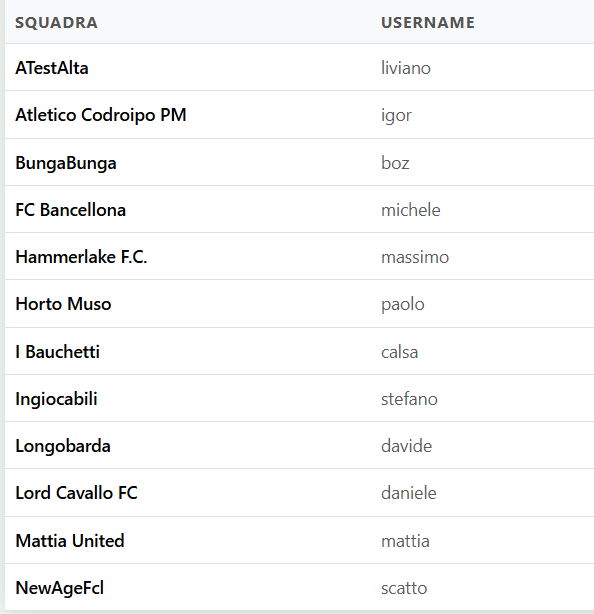 SQUADRA USERNAME
ATestAlta liviano
Atletico Codroipo PM igor
BungaBunga boz
FC Bancellona michele
Hammerlake F.C. massimo
Horto Muso paolo
I Bauchetti calsa
Ingiocabili stefano
Longobarda davide
Lord Cavallo FC daniele
Mattia United mattia
NewAgeFcl scatto